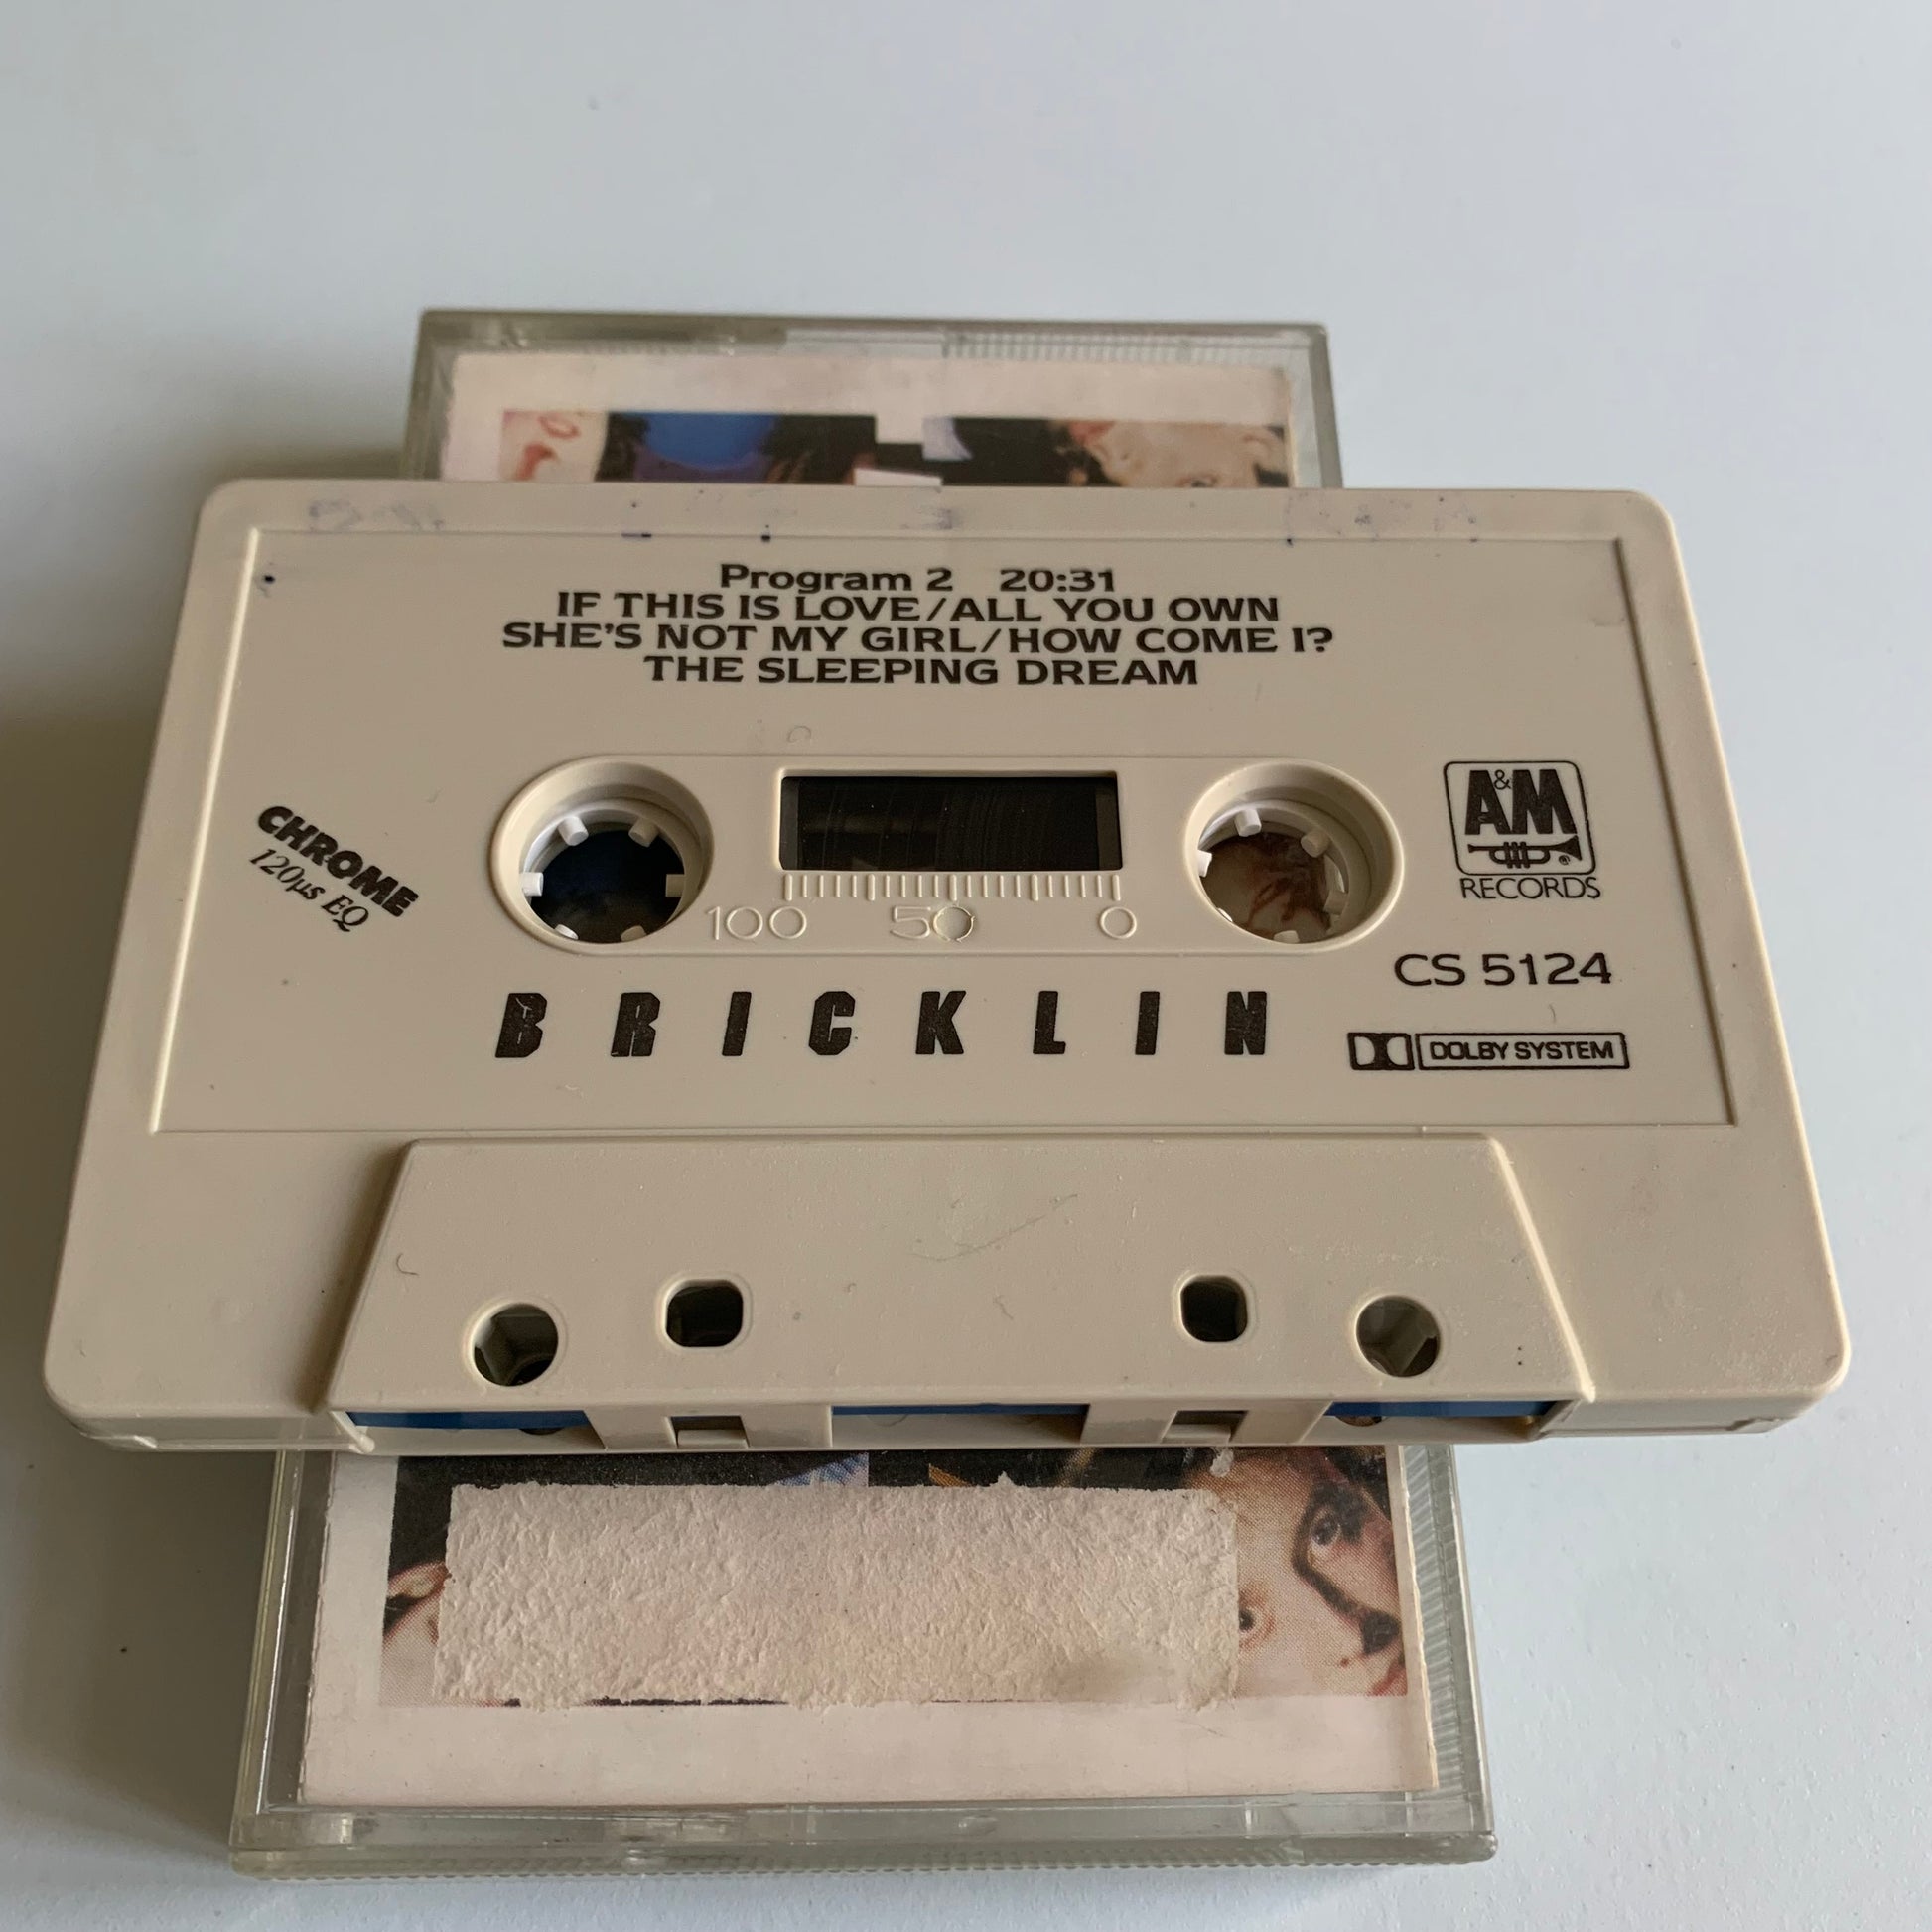 Program 2 20:31
IF THIS IS LOVE/ALL YOU OWN
SHE'S NOT MY GIRL/HOW COME I?
THE SLEEPING DREAM
CHROME
120µs EQ
100 50 0
A&M
®
RECORDS
CS 5124
BRICKLIN
DOLBY SYSTEM